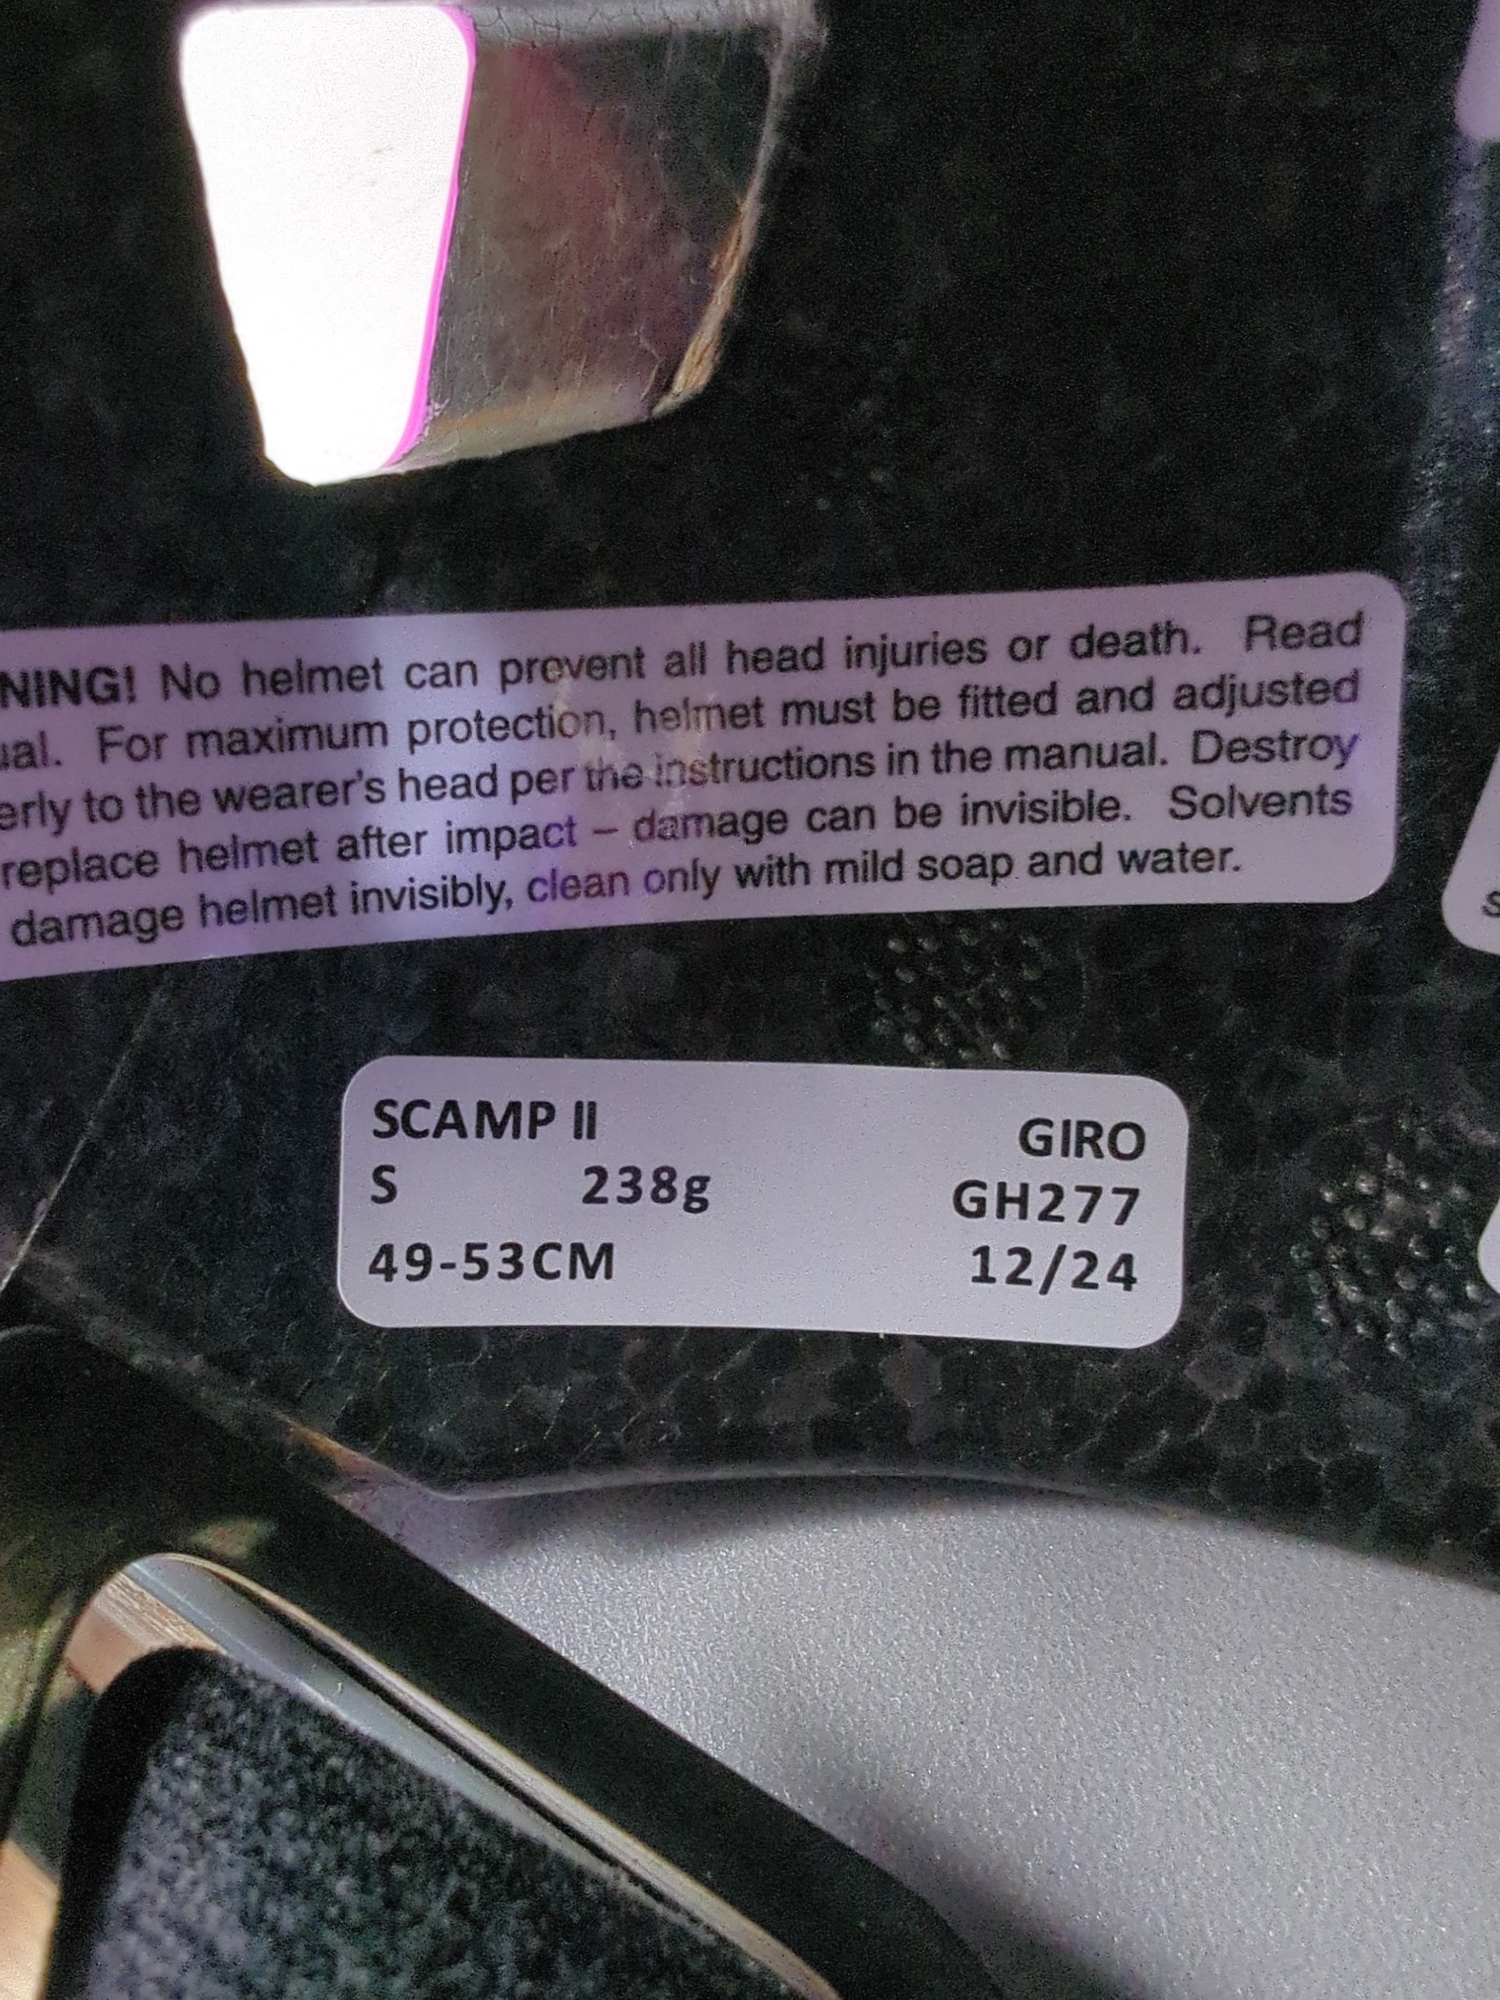 NING! No helmet can prevent all head injuries or death. Read
ual. For maximum protection, helmet must be fitted and adjusted
erly to the wearer's head per the instructions in the manual. Destroy
replace helmet after impact – damage can be invisible. Solvents
damage helmet invisibly, clean only with mild soap and water.
s
SCAMP II GIRO
S 238g GH277
49-53CM 12/24